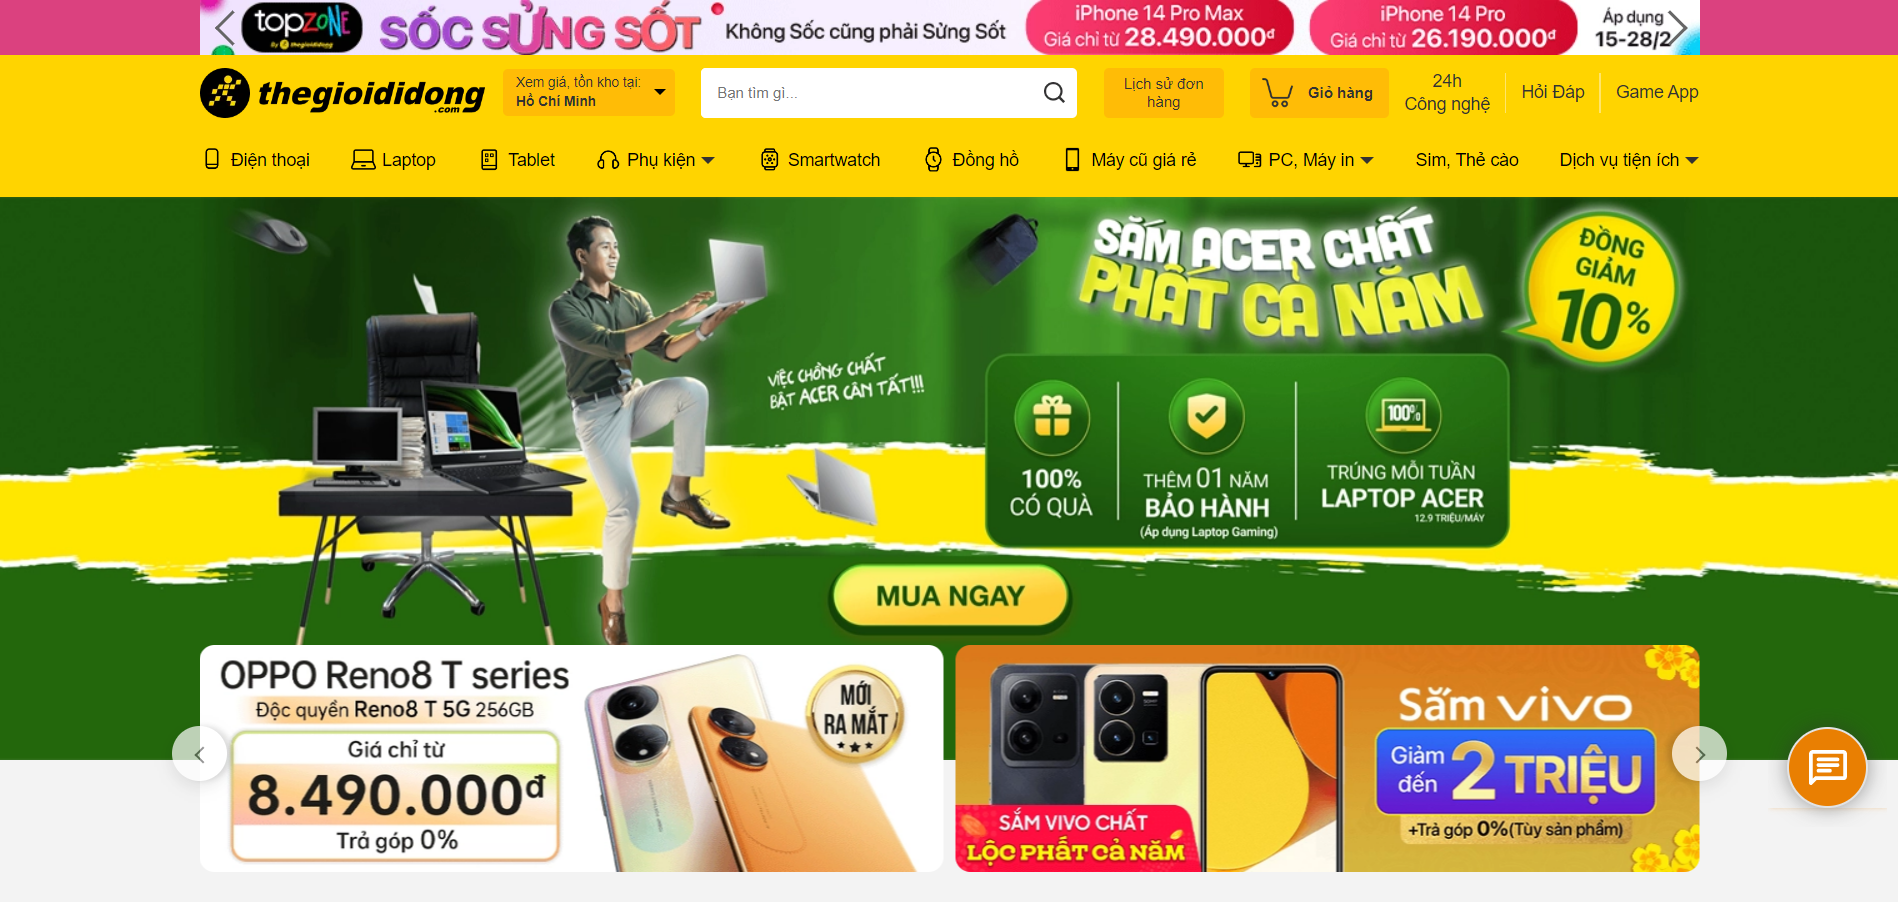 topZONE
By thegioididong
SỐC SỬNG SỐT
Không Sốc cũng phải Sửng Sốt
iPhone 14 Pro Max
Giá chỉ từ 28.490.000đ
iPhone 14 Pro
Giá chỉ từ 26.190.000đ
Áp dụng
15-28/2
thegioididong
.com
Xem giá, tồn kho tại:
Hồ Chí Minh
Bạn tìm gì...
Lịch sử đơn
hàng
Giỏ hàng
24h
Công nghệ
Hỏi Đáp
Game App
Điện thoại
Laptop
Tablet
Phụ kiện
Smartwatch
Đồng hồ
Máy cũ giá rẻ
PC, Máy in
Sim, Thẻ cào
Dịch vụ tiện ích
SẮM ACER CHẤT
PHẤT CẢ NĂM
ĐỒNG
GIẢM
10%
VIỆC CHỒNG CHẤT
BẬT ACER CÂN TẤT!!!
100%
CÓ QUÀ
THÊM 01 NĂM
BẢO HÀNH
(Áp dụng Laptop Gaming)
100%
TRÚNG MỖI TUẦN
LAPTOP ACER
12.9 TRIỆU/MÁY
MUA NGAY
OPPO Reno8 T series
Độc quyền Reno8 T 5G 256GB
Giá chỉ từ
8.490.000đ
Trả góp 0%
MỚI
RA MẮT
SẮM VIVO CHẤT
LỘC PHẤT CẢ NĂM
Sắm vivo
Giảm
đến
2 TRIỆU
+Trả góp 0%(Tùy sản phẩm)